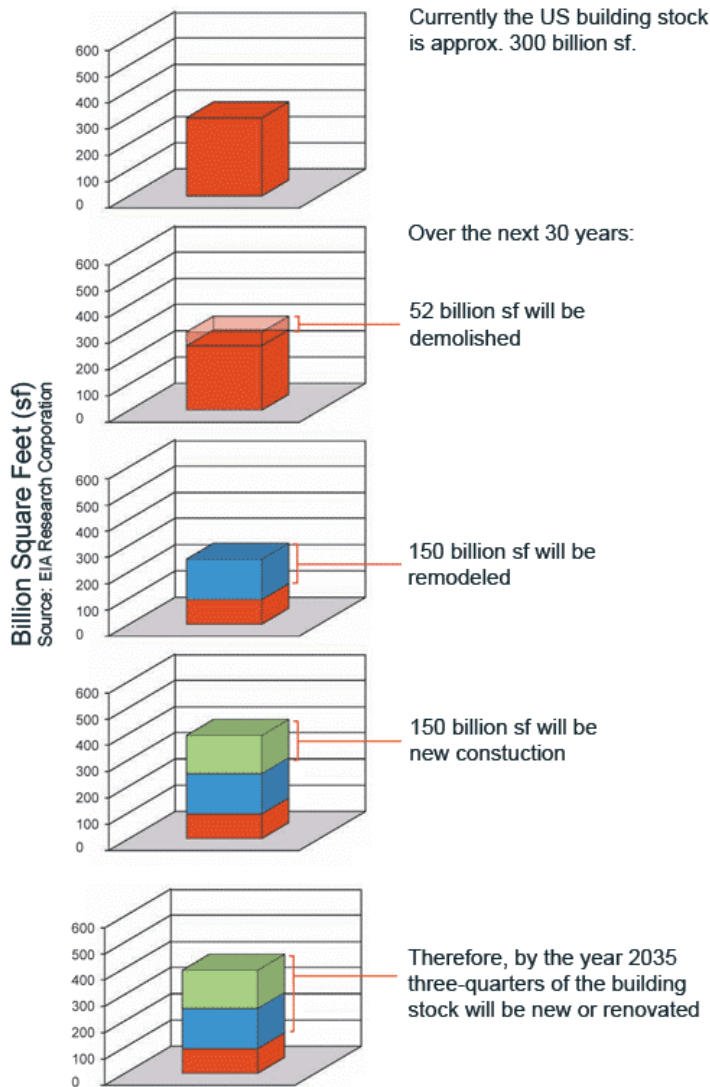 Currently the US building stock
is approx. 300 billion sf.
600
500
400
300
200
100
0
Over the next 30 years:
52 billion sf will be
demolished
600
500
400
300
200
100
0
Billion Square Feet (sf)
Source: EIA Research Corporation
150 billion sf will be
remodeled
600
500
400
300
200
100
0
150 billion sf will be
new constuction
600
500
400
300
200
100
0
Therefore, by the year 2035
three-quarters of the building
stock will be new or renovated
600
500
400
300
200
100
0